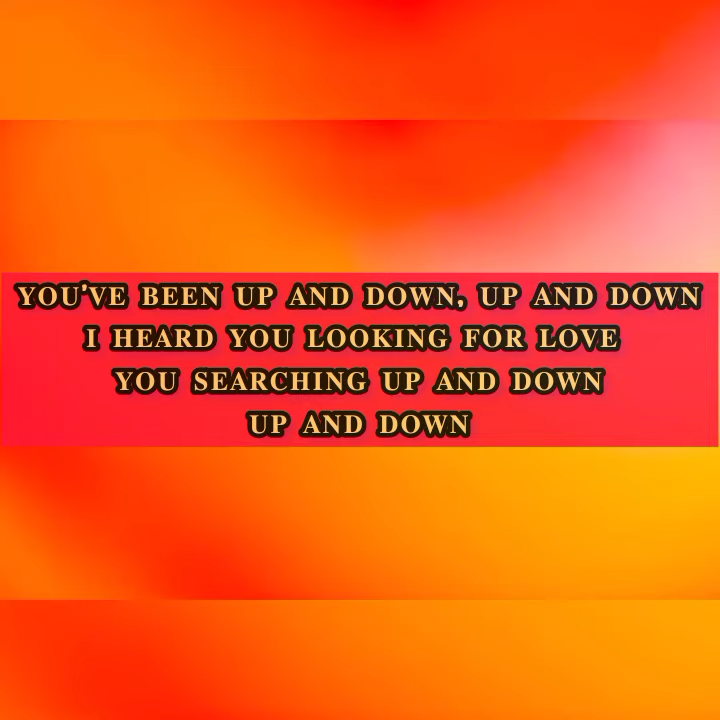 YOU'VE BEEN UP AND DOWN, UP AND DOWN
I HEARD YOU LOOKING FOR LOVE
YOU SEARCHING UP AND DOWN
UP AND DOWN